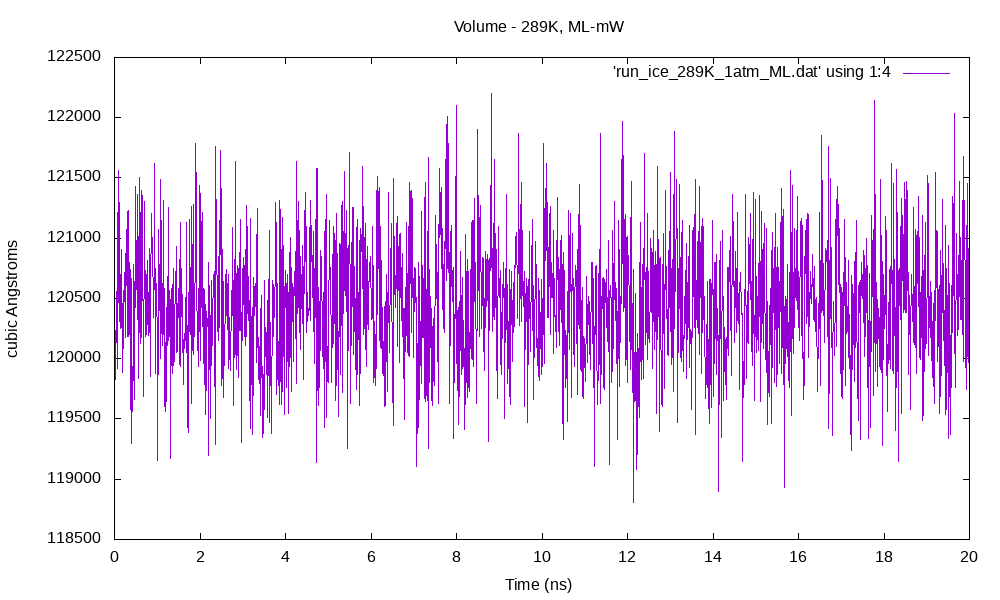 Volume - 289K, ML-mW
'run_ice_289K_1atm_ML.dat' using 1:4
122500
122000
121500
121000
120500
120000
119500
119000
118500
cubic Angstroms
0 2 4 6 8 10 12 14 16 18 20
Time (ns)